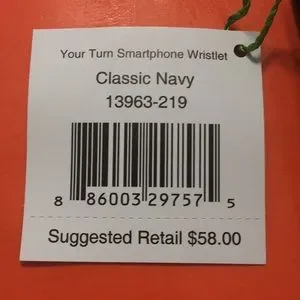 Your Turn Smartphone Wristlet
Classic Navy
13963-219
8 86003 29757 5
Suggested Retail $58.00